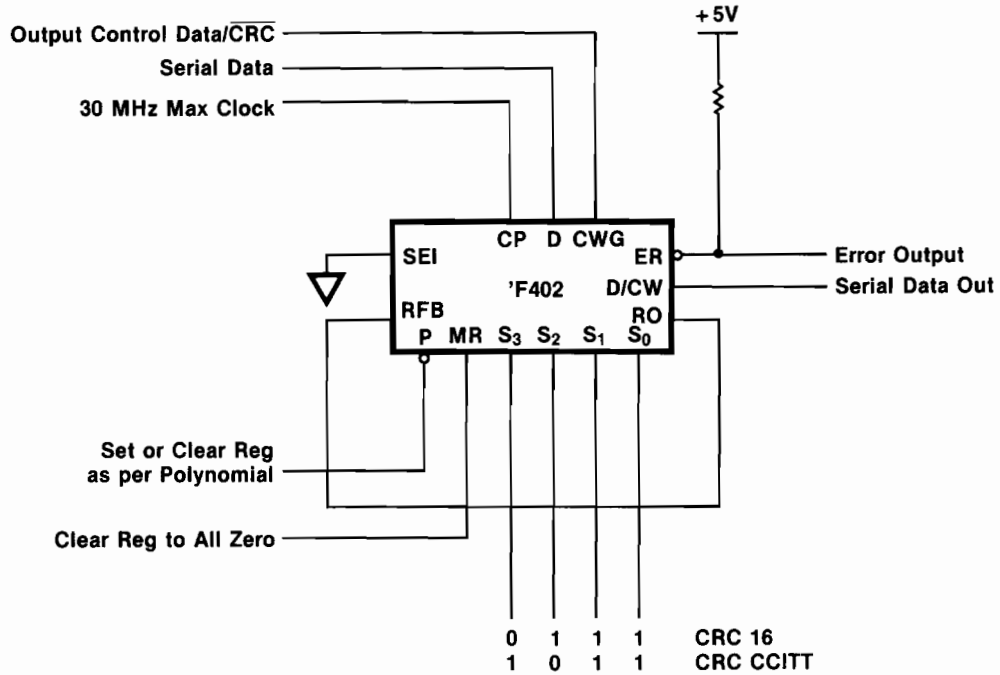 +5V
Output Control Data/C̅R̅C̅
Serial Data
30 MHz Max Clock
CP D CWG
SEI
ER
Error Output
'F402
D/CW
Serial Data Out
RFB
RO
P MR S₃ S₂ S₁ S₀
Set or Clear Reg
as per Polynomial
Clear Reg to All Zero
0 1 1 1 CRC 16
1 0 1 1 CRC CCITT